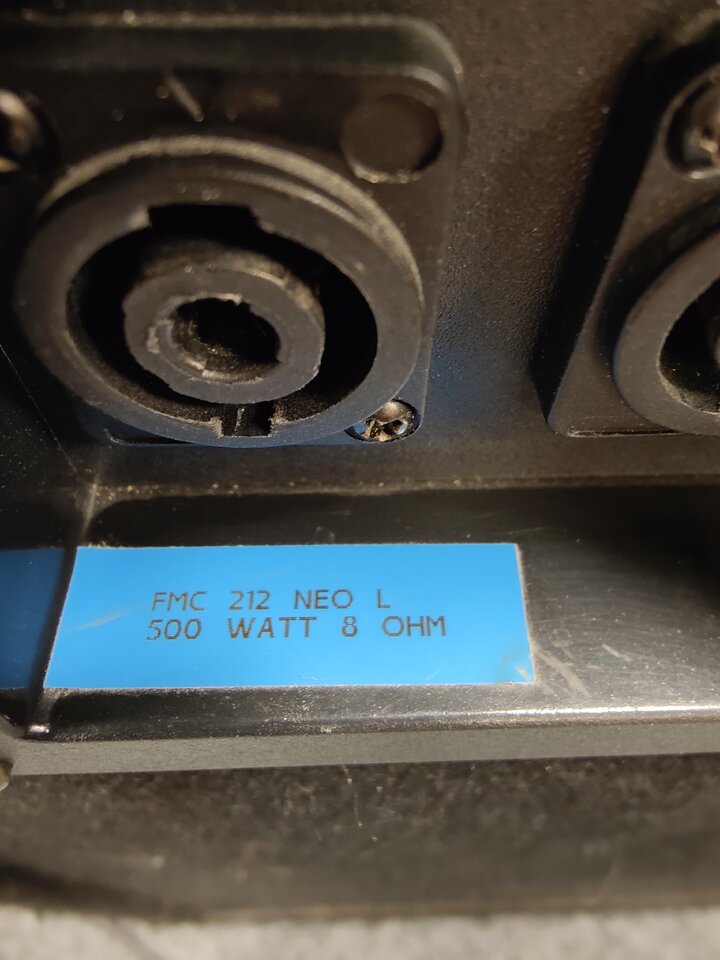 FMC 212 NEO L
500 WATT 8 OHM